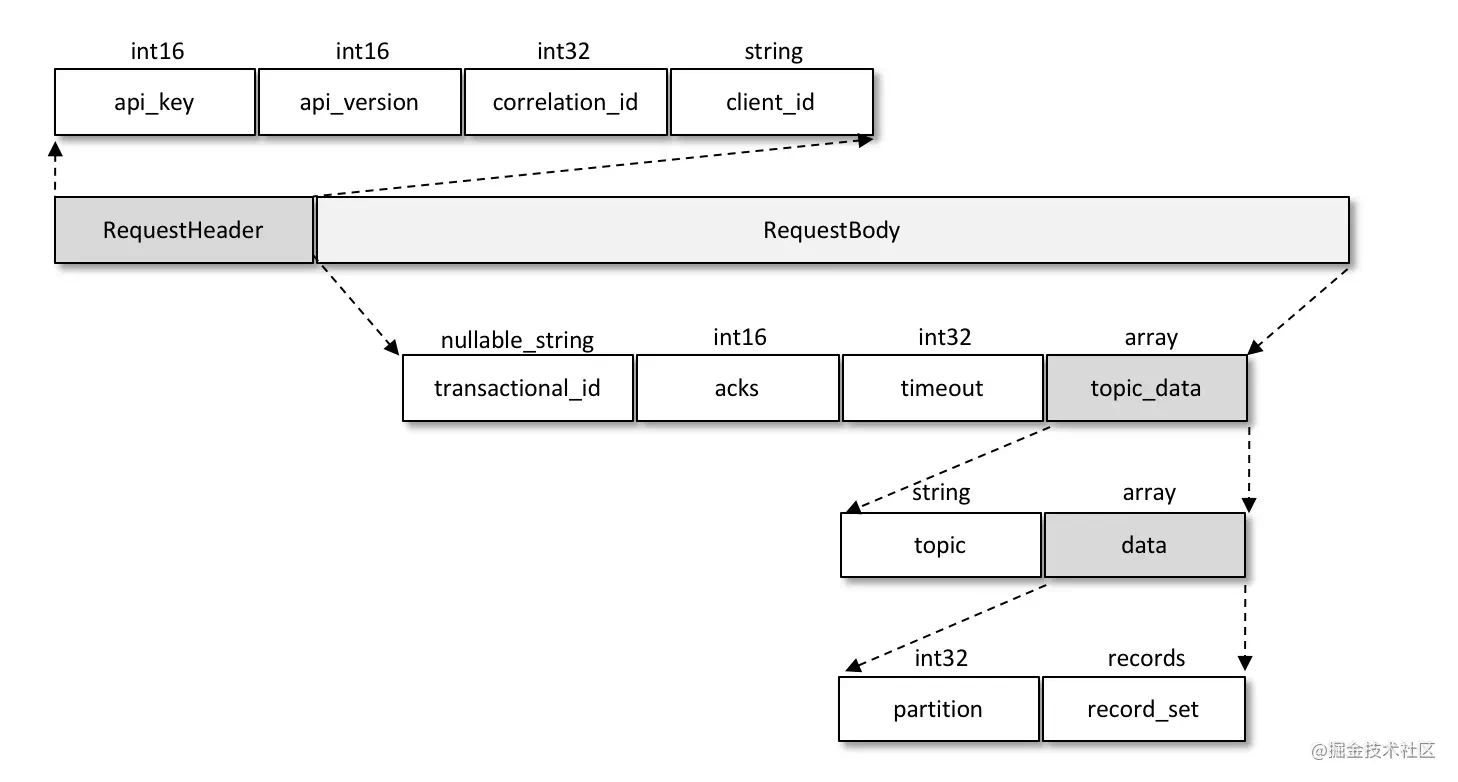 int16 int16 int32 string
api_key api_version correlation_id client_id
RequestHeader RequestBody
nullable_string int16 int32 array
transactional_id acks timeout topic_data
string array
topic data
int32 records
partition record_set
@掘金技术社区